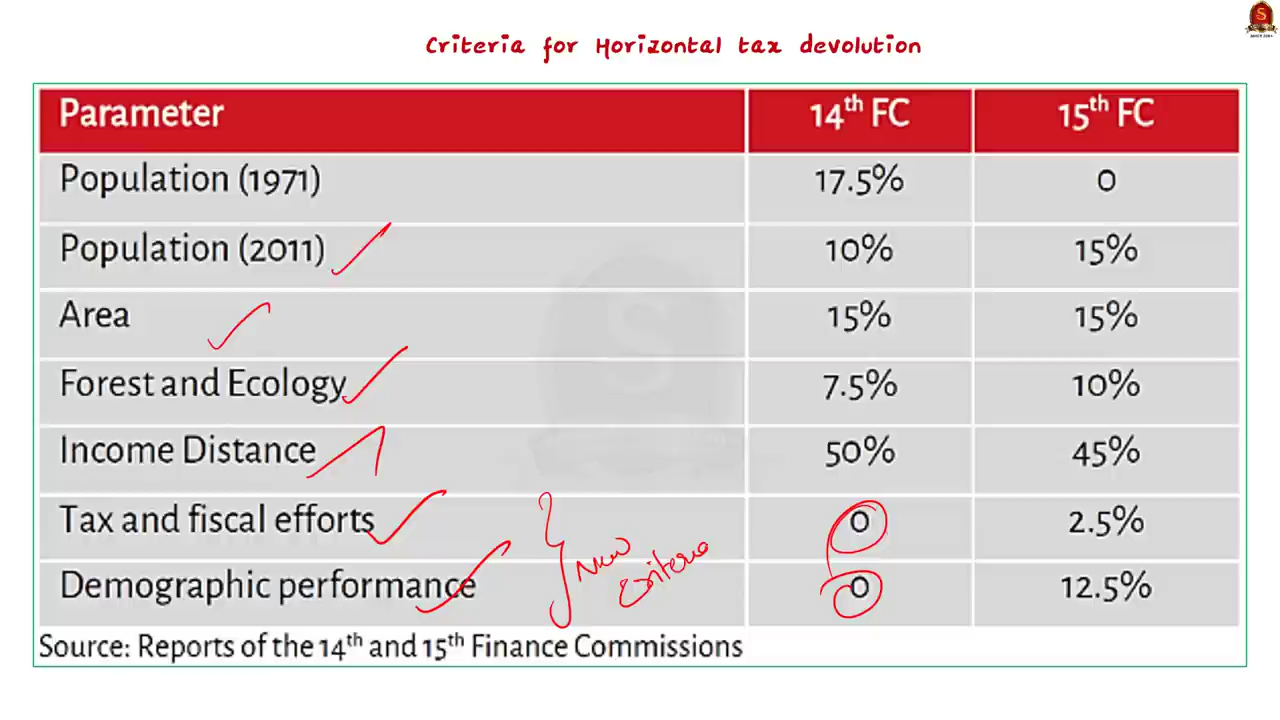 Criteria for Horizontal tax devolution
Parameter 14th FC 15th FC
Population (1971) 17.5% 0
Population (2011) 10% 15%
Area 15% 15%
Forest and Ecology 7.5% 10%
Income Distance 50% 45%
Tax and fiscal efforts 0 2.5%
Demographic performance 0 12.5%
New
Criteria
Source: Reports of the 14th and 15th Finance Commissions